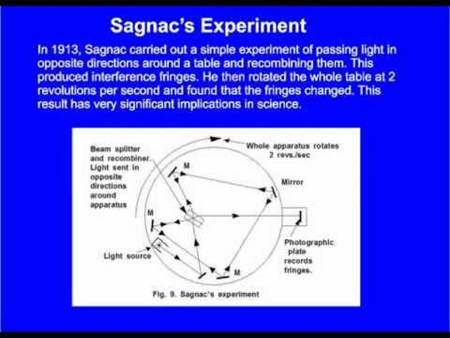 Sagnac's Experiment
In 1913, Sagnac carried out a simple experiment of passing light in
opposite directions around a table and recombining them. This
produced interference fringes. He then rotated the whole table at 2
revolutions per second and found that the fringes changed. This
result has very significant implications in science.
Beam splitter
and recombiner.
Light sent in
opposite
directions
around
apparatus
Whole apparatus rotates
2 revs./sec
M
Mirror
M
Light source
M
Photographic
plate
records
fringes.
Fig. 9. Sagnac's experiment